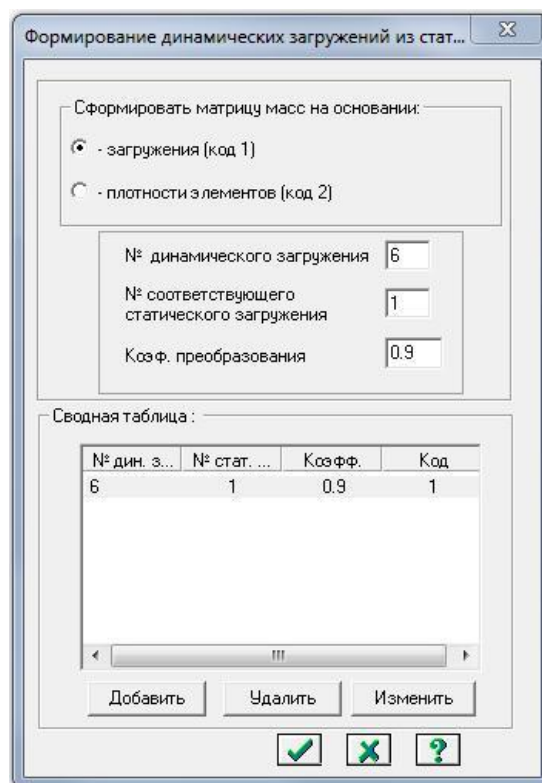 Формирование динамических загружений из стат...
Сформировать матрицу масс на основании:
- загружения (код 1)
- плотности элементов (код 2)
№ динамического загружения 6
№ соответствующего статического загружения 1
Коэф. преобразования 0.9
Сводная таблица :
№ дин. з... № стат. ... Коэфф. Код
6 1 0.9 1
Добавить Удалить Изменить
?